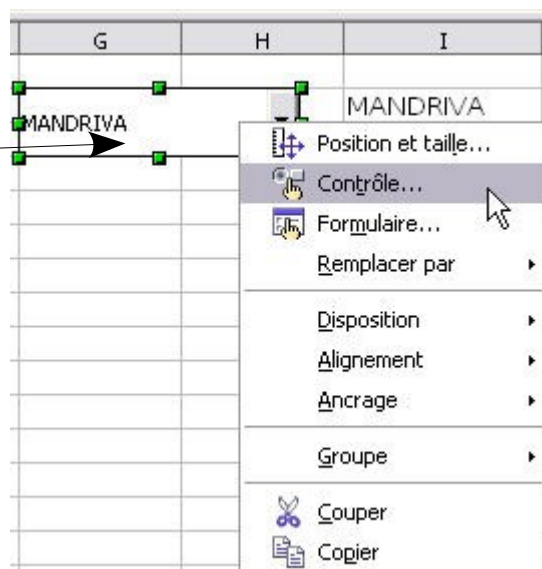 G H I
MANDRIVA MANDRIVA
Position et taille...
Contrôle...
Formulaire...
Remplacer par
Disposition
Alignement
Ancrage
Groupe
Couper
Copier